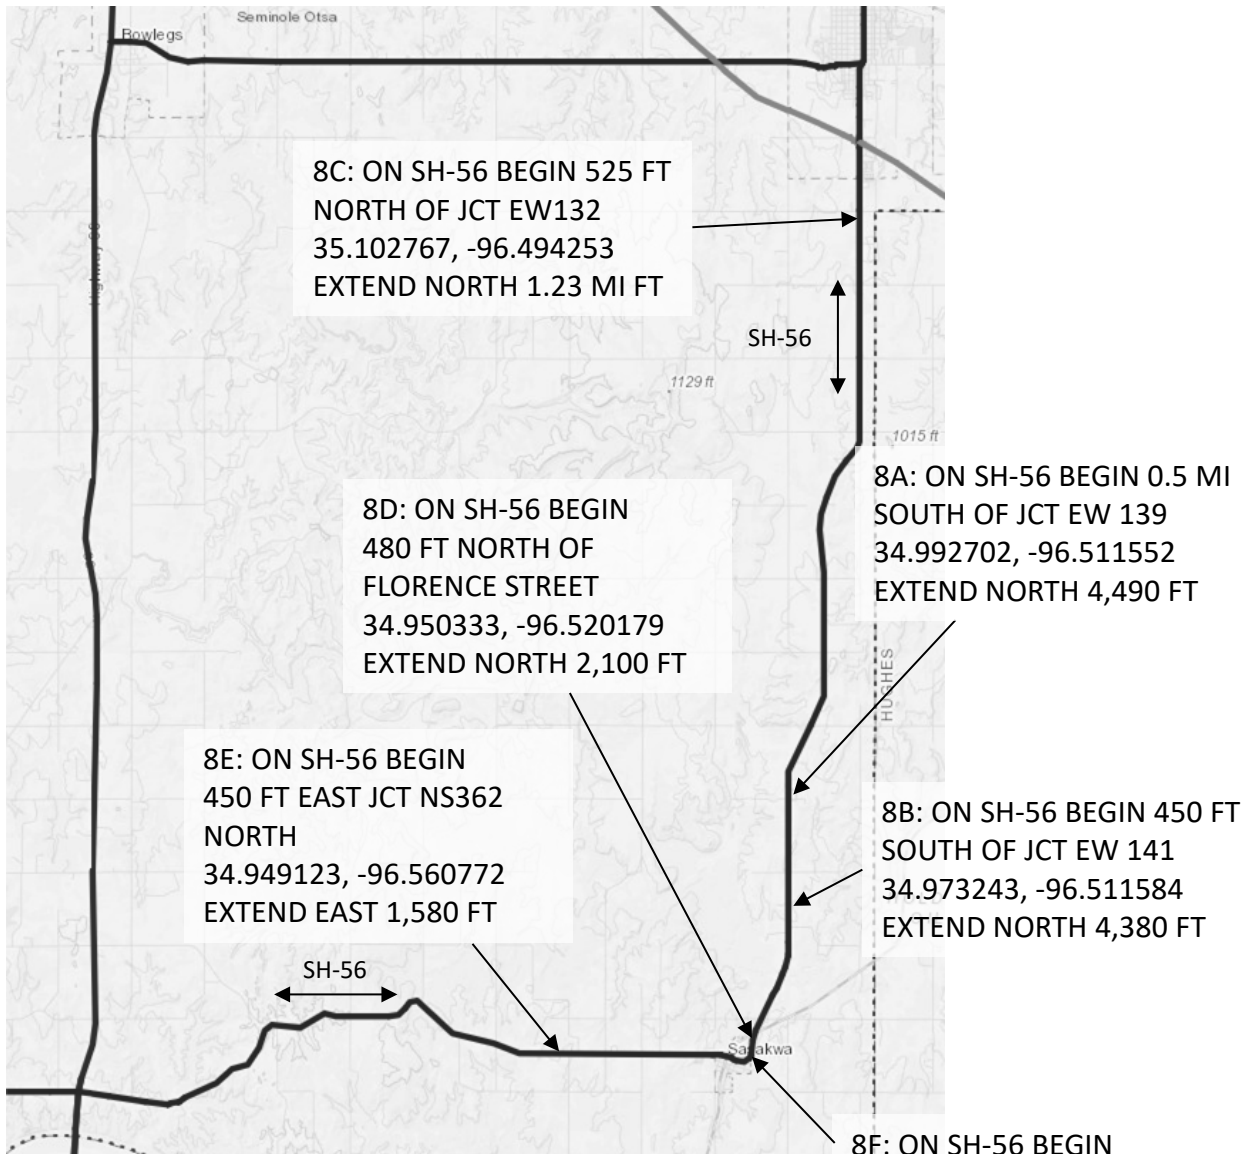 Seminole Otsa
Bowlegs
8C: ON SH-56 BEGIN 525 FT
NORTH OF JCT EW132
35.102767, -96.494253
EXTEND NORTH 1.23 MI FT
SH-56
1129 ft
1015 ft
8A: ON SH-56 BEGIN 0.5 MI
SOUTH OF JCT EW 139
34.992702, -96.511552
EXTEND NORTH 4,490 FT
8D: ON SH-56 BEGIN
480 FT NORTH OF
FLORENCE STREET
34.950333, -96.520179
EXTEND NORTH 2,100 FT
HUGHES
8E: ON SH-56 BEGIN
450 FT EAST JCT NS362
NORTH
34.949123, -96.560772
EXTEND EAST 1,580 FT
8B: ON SH-56 BEGIN 450 FT
SOUTH OF JCT EW 141
34.973243, -96.511584
EXTEND NORTH 4,380 FT
SH-56
Sasakwa
8F: ON SH-56 BEGIN